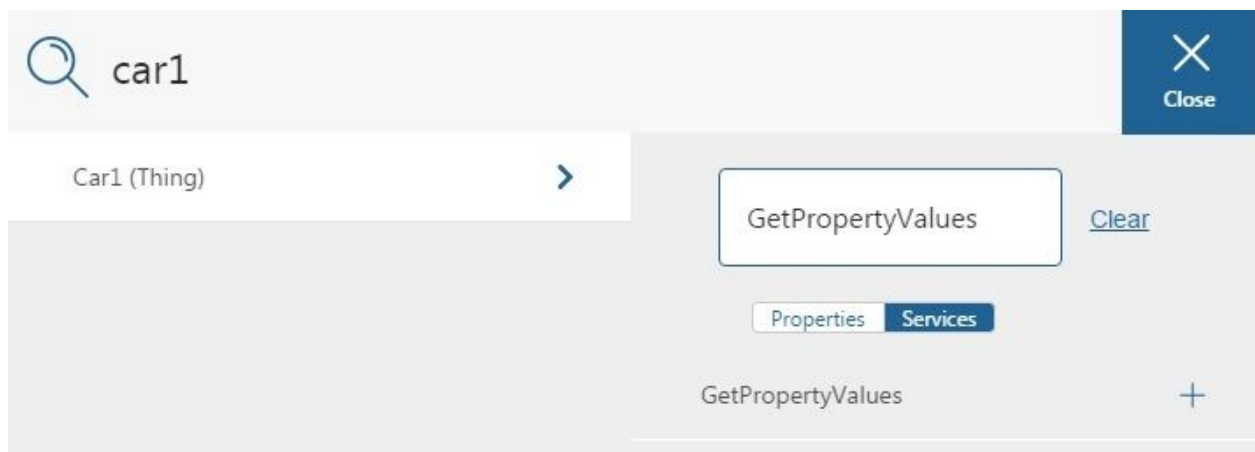 car1
Close
Car1 (Thing)
GetPropertyValues
Clear
Properties
Services
GetPropertyValues